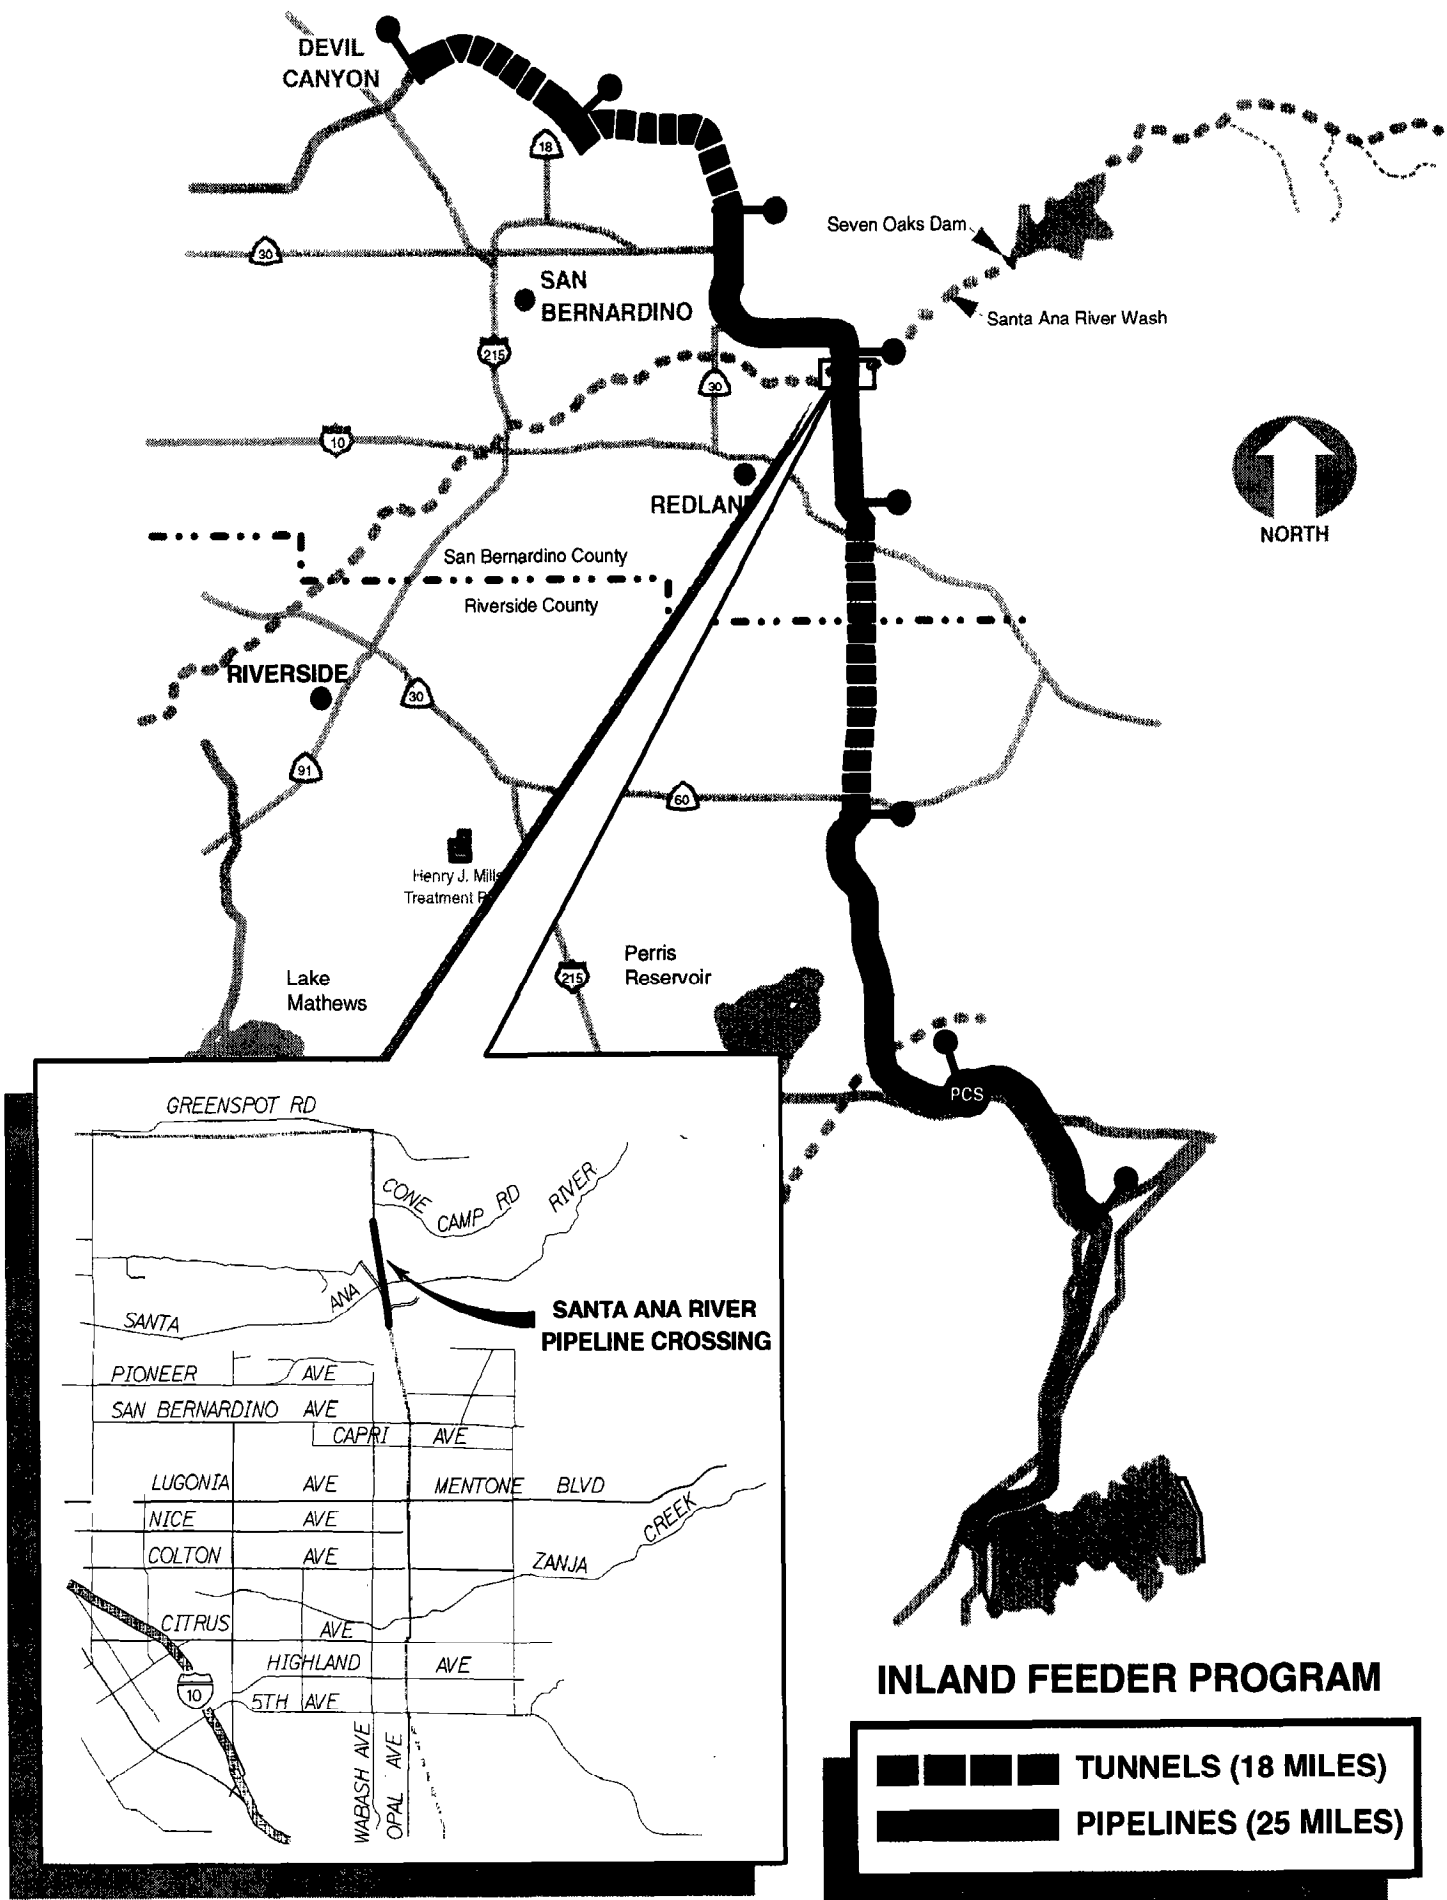 DEVIL
CANYON
18
30
SAN
BERNARDINO
215
30
10
Seven Oaks Dam
Santa Ana River Wash
NORTH
San Bernardino County
Riverside County
RIVERSIDE
30
91
60
Henry J. Mills
Treatment
Lake
Mathews
215
Perris
Reservoir
PCS
GREENSPOT RD
CONE CAMP RD
RIVER
ANA
SANTA
SANTA ANA RIVER
PIPELINE CROSSING
PIONEER AVE
SAN BERNARDINO AVE
CAPRI AVE
LUGONIA AVE MENTONE BLVD
NICE AVE
COLTON AVE
ZANJA CREEK
CITRUS AVE
HIGHLAND AVE
10
5TH AVE
WABASH AVE
OPAL AVE
INLAND FEEDER PROGRAM
TUNNELS (18 MILES)
PIPELINES (25 MILES)